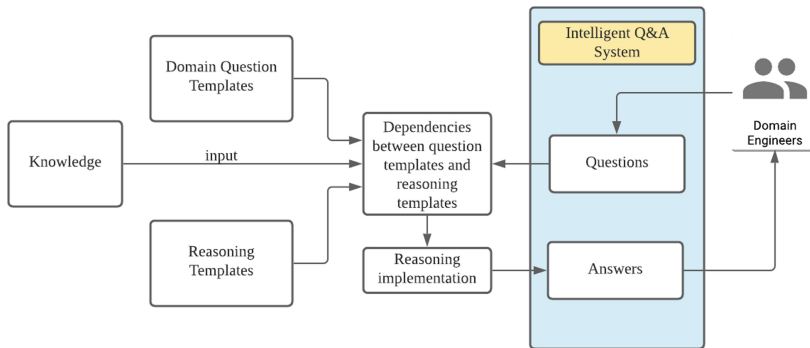 Intelligent Q&A
System
Domain Question
Templates
Domain
Engineers
Dependencies
between question
templates and
reasoning
templates
Knowledge
input
Questions
Reasoning
Templates
Reasoning
implementation
Answers